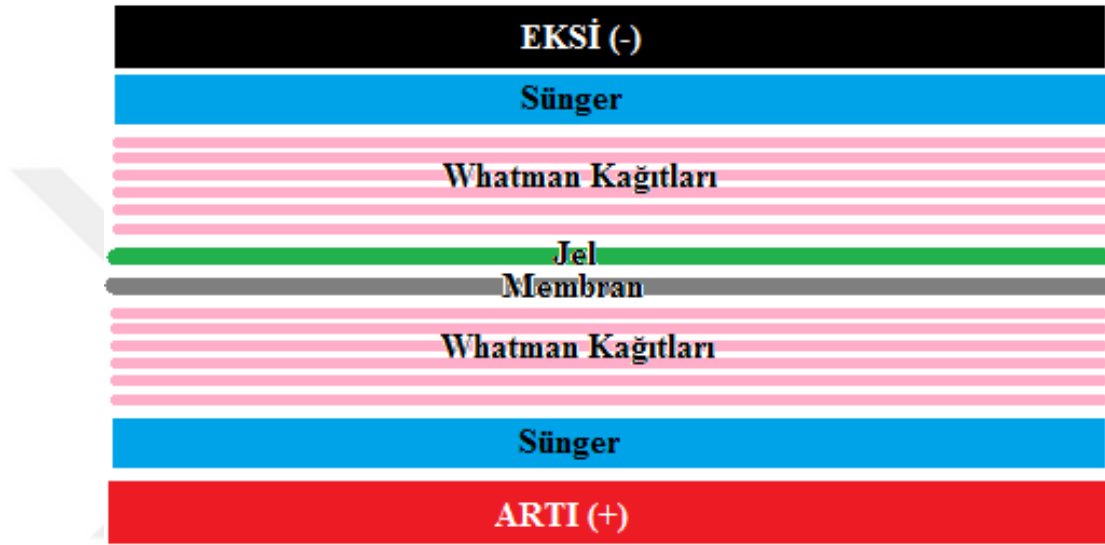 EKSİ (-)
Sünger
Whatman Kağıtları
Jel
Membran
Whatman Kağıtları
Sünger
ARTI (+)